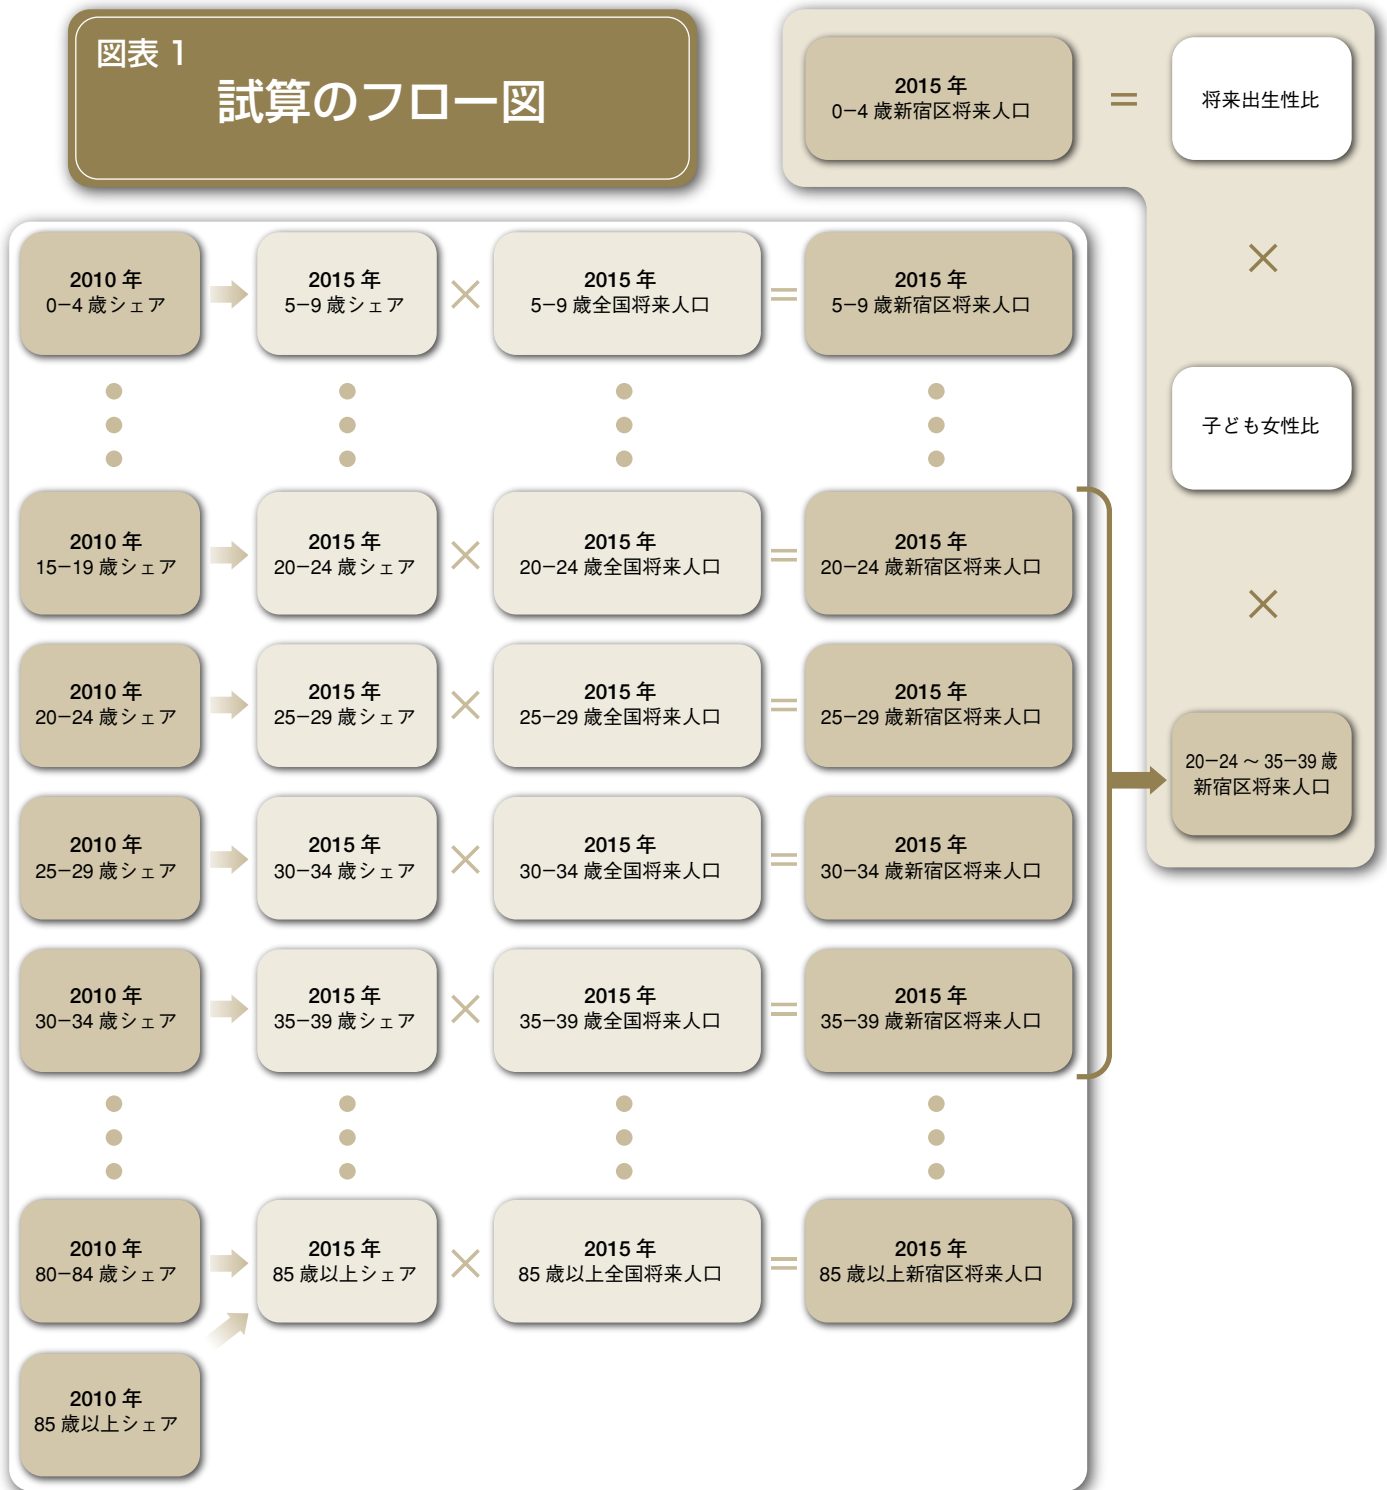 図表 1
試算のフロー図
2015 年
0−4 歳新宿区将来人口
=
将来出生性比
×
子ども女性比
×
20−24 ～ 35−39 歳
新宿区将来人口
2010 年
0−4 歳シェア
2015 年
5−9 歳シェア
×
2015 年
5−9 歳全国将来人口
=
2015 年
5−9 歳新宿区将来人口
2010 年
15−19 歳シェア
2015 年
20−24 歳シェア
×
2015 年
20−24 歳全国将来人口
=
2015 年
20−24 歳新宿区将来人口
2010 年
20−24 歳シェア
2015 年
25−29 歳シェア
×
2015 年
25−29 歳全国将来人口
=
2015 年
25−29 歳新宿区将来人口
2010 年
25−29 歳シェア
2015 年
30−34 歳シェア
×
2015 年
30−34 歳全国将来人口
=
2015 年
30−34 歳新宿区将来人口
2010 年
30−34 歳シェア
2015 年
35−39 歳シェア
×
2015 年
35−39 歳全国将来人口
=
2015 年
35−39 歳新宿区将来人口
2010 年
80−84 歳シェア
2015 年
85 歳以上シェア
×
2015 年
85 歳以上全国将来人口
=
2015 年
85 歳以上新宿区将来人口
2010 年
85 歳以上シェア